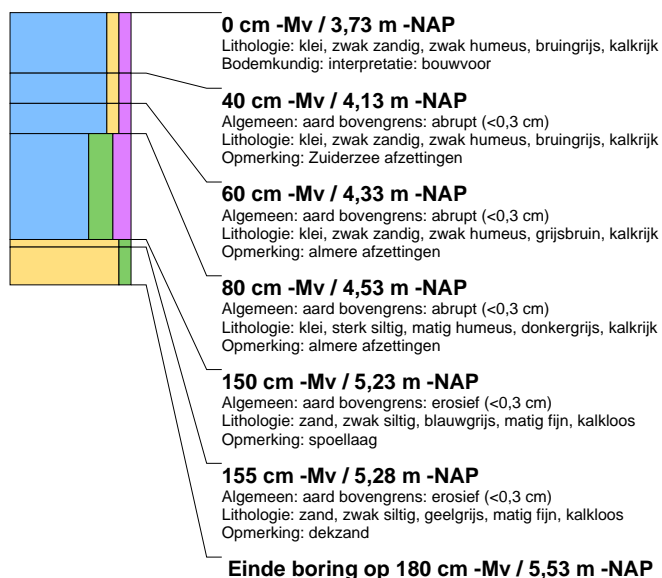 0 cm -Mv / 3,73 m -NAP
Lithologie: klei, zwak zandig, zwak humeus, bruingrijs, kalkrijk
Bodemkundig: interpretatie: bouwvoor
40 cm -Mv / 4,13 m -NAP
Algemeen: aard bovengrens: abrupt (<0,3 cm)
Lithologie: klei, zwak zandig, zwak humeus, bruingrijs, kalkrijk
Opmerking: Zuiderzee afzettingen
60 cm -Mv / 4,33 m -NAP
Algemeen: aard bovengrens: abrupt (<0,3 cm)
Lithologie: klei, zwak zandig, zwak humeus, grijsbruin, kalkrijk
Opmerking: almere afzettingen
80 cm -Mv / 4,53 m -NAP
Algemeen: aard bovengrens: abrupt (<0,3 cm)
Lithologie: klei, sterk siltig, matig humeus, donkergrijs, kalkrijk
Opmerking: almere afzettingen
150 cm -Mv / 5,23 m -NAP
Algemeen: aard bovengrens: erosief (<0,3 cm)
Lithologie: zand, zwak siltig, blauwgrijs, matig fijn, kalkloos
Opmerking: spoellaag
155 cm -Mv / 5,28 m -NAP
Algemeen: aard bovengrens: erosief (<0,3 cm)
Lithologie: zand, zwak siltig, geelgrijs, matig fijn, kalkloos
Opmerking: dekzand
Einde boring op 180 cm -Mv / 5,53 m -NAP